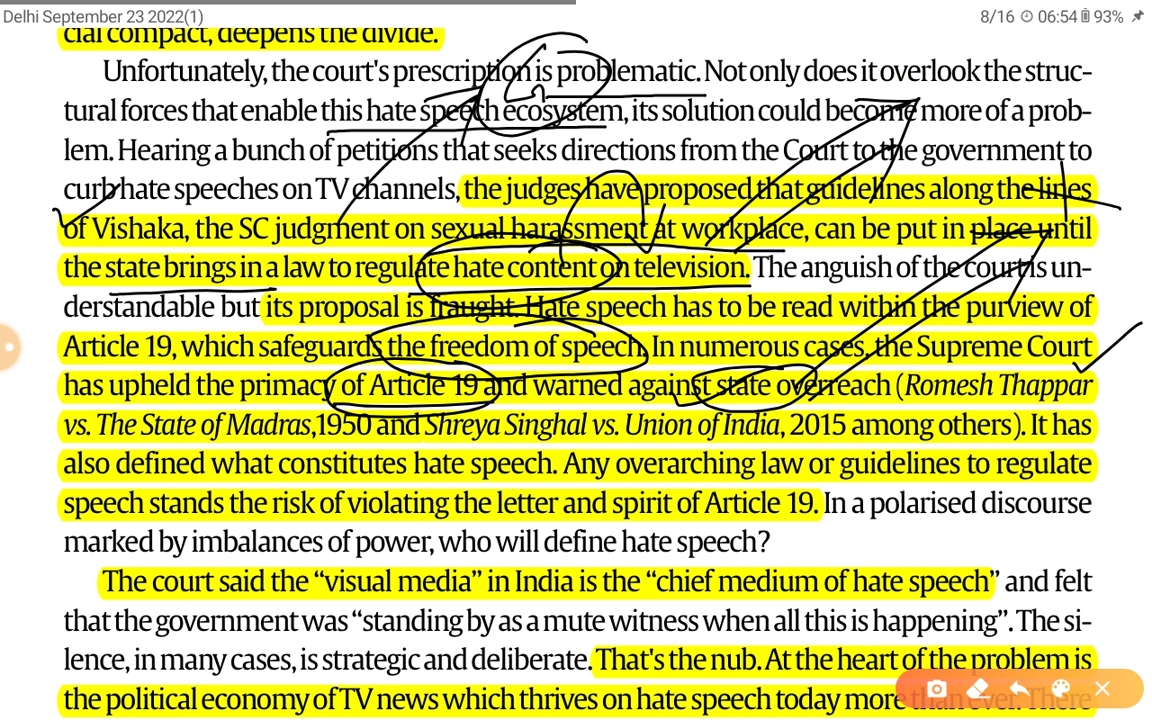 Delhi September 23 2022(1)
8/16 06:54 93%
cial compact, deepens the divide.
Unfortunately, the court's prescription is problematic. Not only does it overlook the struc-
tural forces that enable this hate speech ecosystem, its solution could become more of a prob-
lem. Hearing a bunch of petitions that seeks directions from the Court to the government to
curb hate speeches on TV channels, the judges have proposed that guidelines along the lines
of Vishaka, the SC judgment on sexual harassment at workplace, can be put in place until
the state brings in a law to regulate hate content on television. The anguish of the court is un-
derstandable but its proposal is fraught. Hate speech has to be read within the purview of
Article 19, which safeguards the freedom of speech. In numerous cases, the Supreme Court
has upheld the primacy of Article 19 and warned against state overreach (Romesh Thappar
vs. The State of Madras,1950 and Shreya Singhal vs. Union of India, 2015 among others). It has
also defined what constitutes hate speech. Any overarching law or guidelines to regulate
speech stands the risk of violating the letter and spirit of Article 19. In a polarised discourse
marked by imbalances of power, who will define hate speech?
The court said the “visual media” in India is the “chief medium of hate speech” and felt
that the government was “standing by as a mute witness when all this is happening”. The si-
lence, in many cases, is strategic and deliberate. That's the nub. At the heart of the problem is
the political economy of TV news which thrives on hate speech today more than ever. There